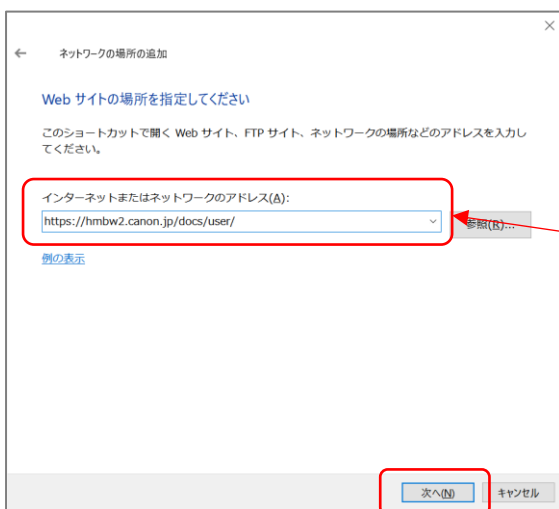 ネットワークの場所の追加
Web サイトの場所を指定してください
このショートカットで開く Web サイト、FTP サイト、ネットワークの場所などのアドレスを入力し
てください。
インターネットまたはネットワークのアドレス(A):
https://hmbw2.canon.jp/docs/user/
参照(R)...
例の表示
次へ(N)
キャンセル